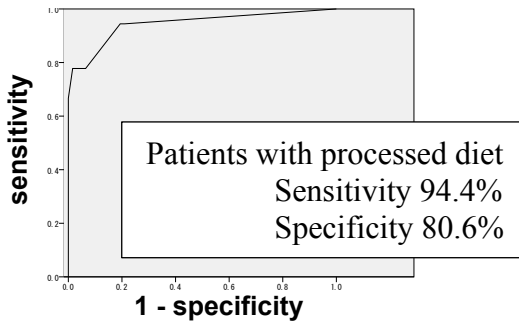 1.0
0.8
sensitivity
0.6
0.4
0.2
0.0
Patients with processed diet
Sensitivity 94.4%
Specificity 80.6%
0.0 0.2 0.4 0.6 0.8 1.0
1 - specificity